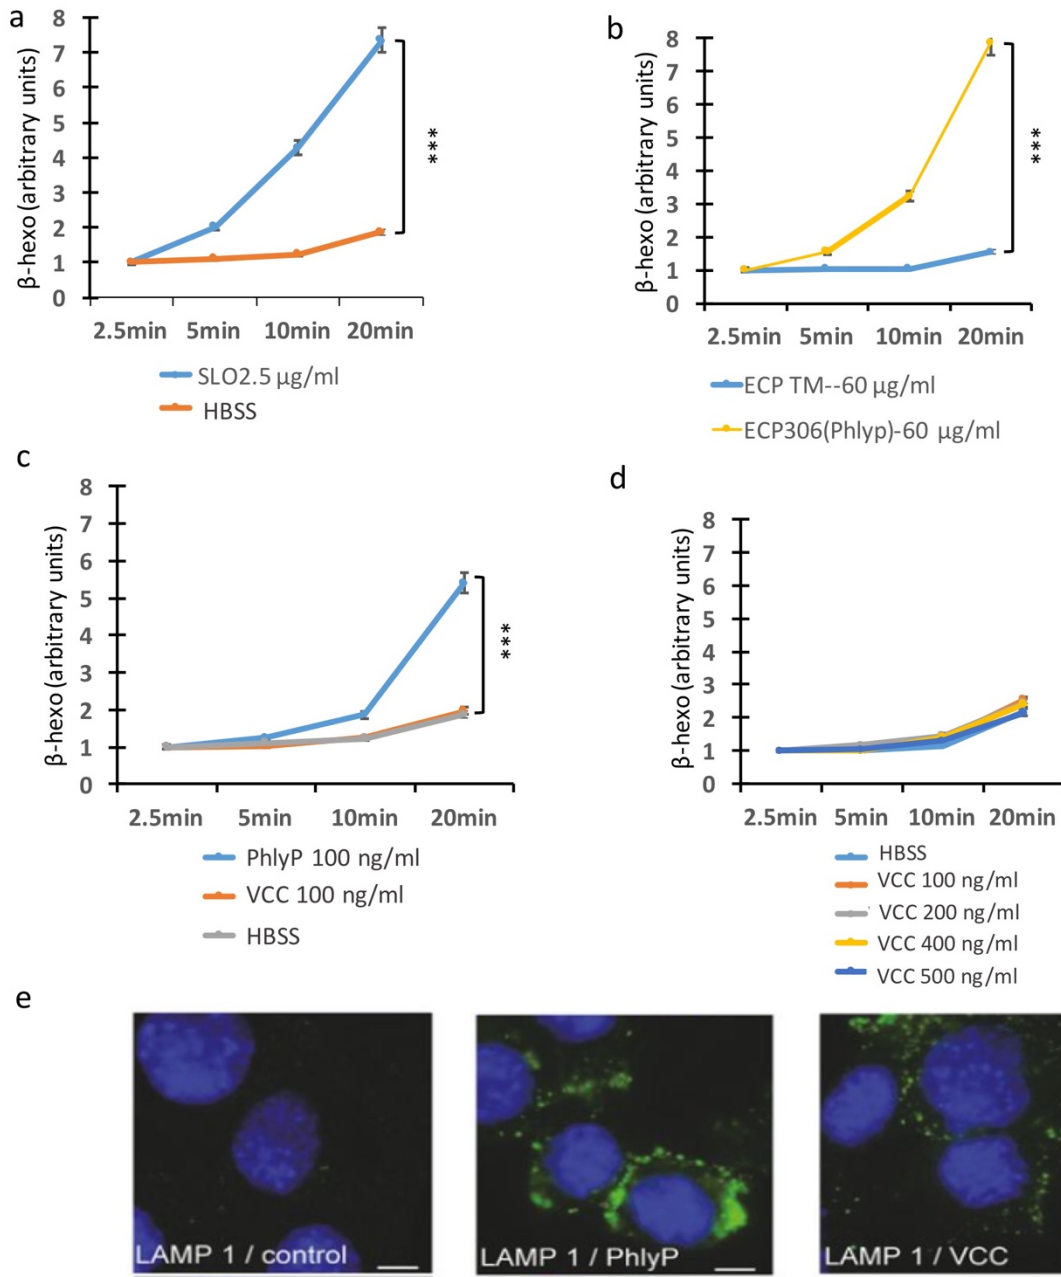 a
8
7
6
5
4
3
2
1
0
β-hexo (arbitrary units)
***
2.5min 5min 10min 20min
SLO2.5 µg/ml
HBSS
b
8
7
6
5
4
3
2
1
0
β-hexo (arbitrary units)
***
2.5min 5min 10min 20min
ECP TM--60 µg/ml
ECP306(Phlyp)-60 µg/ml
c
8
7
6
5
4
3
2
1
0
β-hexo (arbitrary units)
***
2.5min 5min 10min 20min
PhlyP 100 ng/ml
VCC 100 ng/ml
HBSS
d
8
7
6
5
4
3
2
1
0
β-hexo (arbitrary units)
2.5min 5min 10min 20min
HBSS
VCC 100 ng/ml
VCC 200 ng/ml
VCC 400 ng/ml
VCC 500 ng/ml
e
LAMP 1 / control
LAMP 1 / PhlyP
LAMP 1 / VCC